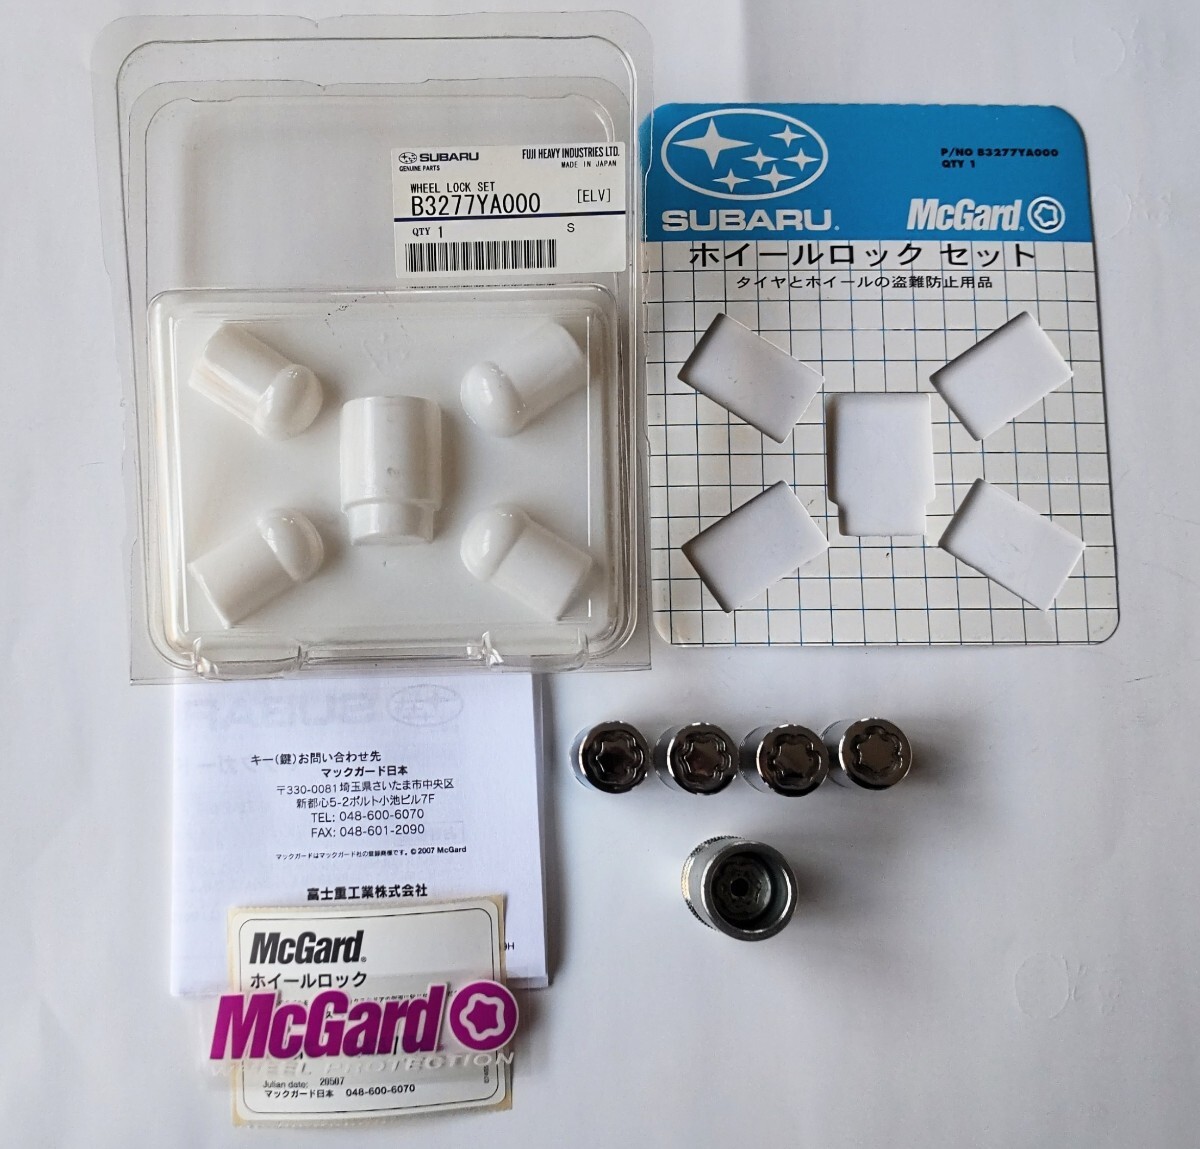 SUBARU
GENUINE PARTS
FUJI HEAVY INDUSTRIES LTD.
MADE IN JAPAN
WHEEL LOCK SET
B3277YA000
[ELV]
QTY 1
S
P/NO B3277YA000
QTY 1
SUBARU®
McGard®
ホイールロック セット
タイヤとホイールの盗難防止用品
キー(鍵)お問い合わせ先
マックガード日本
〒330-0081埼玉県さいたま市中央区
新都心5-2ボルト小池ビル7F
TEL: 048-600-6070
FAX: 048-601-2090
マックガードはマックガード社の登録商標です。© 2007 McGard
富士重工業株式会社
McGard®
ホイールロック
McGard
WHEEL PROTECTION
Julian date: 20507
マックガード日本 048-600-6070